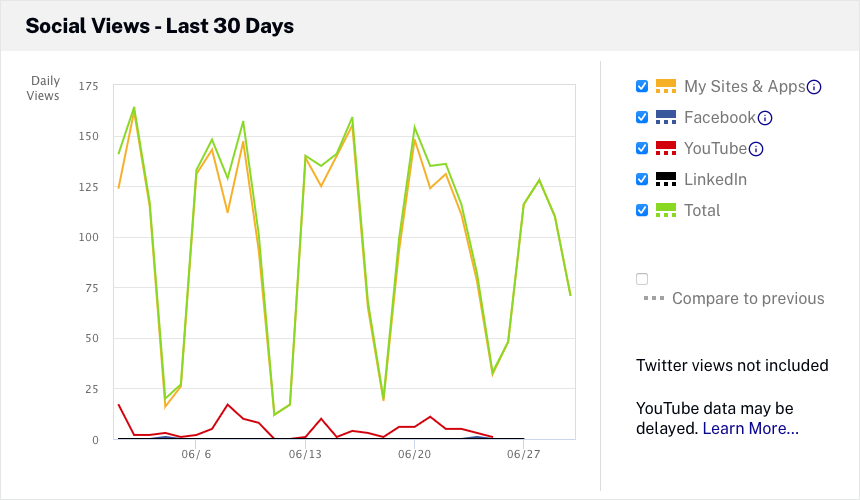 Social Views - Last 30 Days
Daily
Views
175
150
125
100
75
50
25
0
06/ 6
06/13
06/20
06/27
My Sites & Apps
Facebook
YouTube
LinkedIn
Total
Compare to previous
Twitter views not included
YouTube data may be
delayed. Learn More...